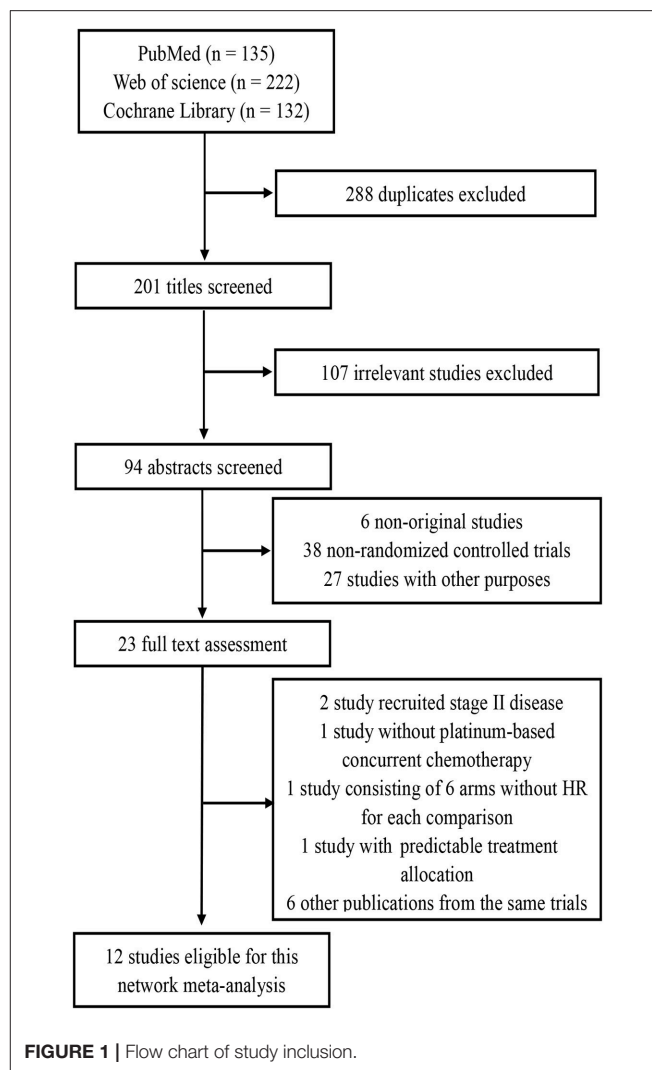 PubMed (n = 135)
Web of science (n = 222)
Cochrane Library (n = 132)
288 duplicates excluded
201 titles screened
107 irrelevant studies excluded
94 abstracts screened
6 non-original studies
38 non-randomized controlled trials
27 studies with other purposes
23 full text assessment
2 study recruited stage II disease
1 study without platinum-based
concurrent chemotherapy
1 study consisting of 6 arms without HR
for each comparison
1 study with predictable treatment
allocation
6 other publications from the same trials
12 studies eligible for this
network meta-analysis
FIGURE 1 | Flow chart of study inclusion.